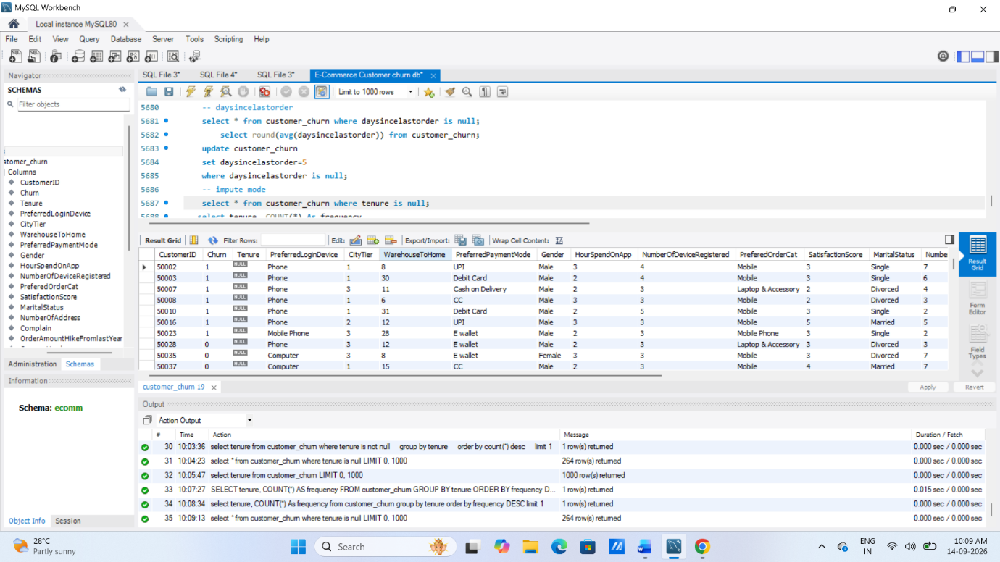 MySQL Workbench
Local instance MySQL80
File Edit View Query Database Server Tools Scripting Help
Navigator
SCHEMAS
Filter objects
stomer_churn
Columns
CustomerID
Churn
Tenure
PreferredLoginDevice
CityTier
WarehouseToHome
PreferredPaymentMode
Gender
HourSpendOnApp
NumberOfDeviceRegistered
PreferedOrderCat
SatisfactionScore
MaritalStatus
NumberOfAddress
Complain
OrderAmountHikeFromlastYear
Administration Schemas
Information
Schema: ecomm
Object Info Session
SQL File 3* SQL File 4* SQL File 3* E-Commerce Customer churn db*
Limit to 1000 rows
5680 -- daysincelastorder
5681 select * from customer_churn where daysincelastorder is null;
5682 select round(avg(daysincelastorder)) from customer_churn;
5683 update customer_churn
5684 set daysincelastorder=5
5685 where daysincelastorder is null;
5686 -- impute mode
5687 select * from customer_churn where tenure is null;
5688 select tenure, COUNT(*) As frequency
Result Grid Filter Rows: Edit: Export/Import: Wrap Cell Content:
CustomerID Churn Tenure PreferredLoginDevice CityTier WarehouseToHome PreferredPaymentMode Gender HourSpendOnApp NumberOfDeviceRegistered PreferedOrderCat SatisfactionScore MaritalStatus Numbe
50002 1 NULL Phone 1 8 UPI Male 3 4 Mobile 3 Single 7
50003 1 NULL Phone 1 30 Debit Card Male 2 4 Mobile 3 Single 6
50007 1 NULL Phone 3 11 Cash on Delivery Male 2 3 Laptop & Accessory 2 Divorced 4
50008 1 NULL Phone 1 6 CC Male 3 3 Mobile 2 Divorced 3
50010 1 NULL Phone 1 31 Debit Card Male 2 5 Mobile 3 Single 2
50016 1 NULL Phone 2 12 UPI Male 3 3 Mobile 5 Married 5
50023 1 NULL Mobile Phone 3 28 E wallet Male 2 3 Mobile Phone 3 Single 2
50028 0 NULL Phone 3 12 E wallet Male 2 3 Laptop & Accessory 3 Divorced 3
50035 0 NULL Computer 3 8 E wallet Female 3 3 Mobile 3 Divorced 7
50037 0 NULL Computer 1 15 CC Male 2 3 Mobile 4 Married 7
Result Grid
Form Editor
Field Types
customer_churn 19
Apply Revert
Output
Action Output
# Time Action Message Duration / Fetch
30 10:03:36 select tenure from customer_churn where tenure is not null group by tenure order by count(*) desc limit 1 1 row(s) returned 0.000 sec / 0.000 sec
31 10:04:23 select * from customer_churn where tenure is null LIMIT 0, 1000 264 row(s) returned 0.000 sec / 0.000 sec
32 10:05:47 select tenure from customer_churn LIMIT 0, 1000 1000 row(s) returned 0.000 sec / 0.000 sec
33 10:07:27 SELECT tenure, COUNT(*) AS frequency FROM customer_churn GROUP BY tenure ORDER BY frequency D... 1 row(s) returned 0.015 sec / 0.000 sec
34 10:08:34 select tenure, COUNT(*) As frequency from customer_churn group by tenure order by frequency DESC limit 1 1 row(s) returned 0.000 sec / 0.000 sec
35 10:09:13 select * from customer_churn where tenure is null LIMIT 0, 1000 264 row(s) returned 0.000 sec / 0.000 sec
28°C
Partly sunny
Search
ENG
IN
10:09 AM
14-09-2026